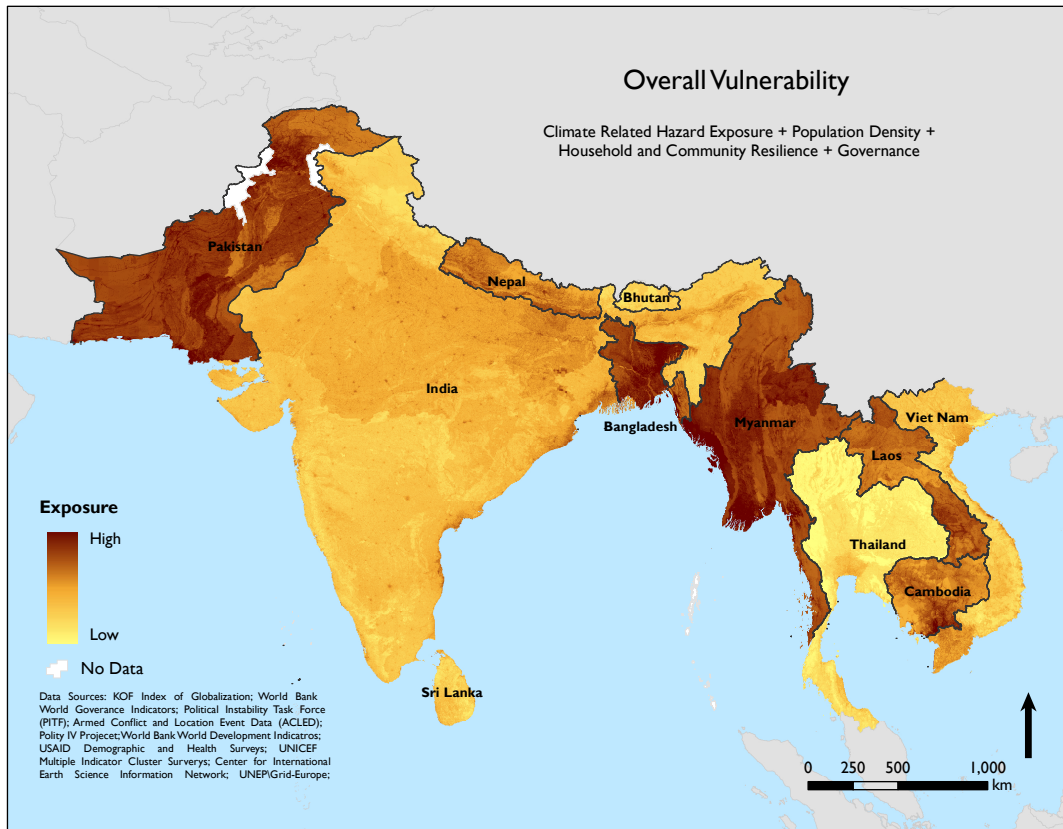 Overall Vulnerability
Climate Related Hazard Exposure + Population Density +
Household and Community Resilience + Governance
Pakistan
Nepal
Bhutan
India
Bangladesh
Myanmar
Viet Nam
Laos
Thailand
Cambodia
Sri Lanka
Exposure
High
Low
No Data
Data Sources: KOF Index of Globalization; World Bank
World Goverance Indicators; Political Instability Task Force
(PITF); Armed Conflict and Location Event Data (ACLED);
Polity IV Projecet; World Bank World Development Indicatros;
USAID Demographic and Health Surveys; UNICEF
Multiple Indicator Cluster Surverys; Center for International
Earth Science Information Network; UNEP\Grid-Europe;
0 250 500 1,000
km